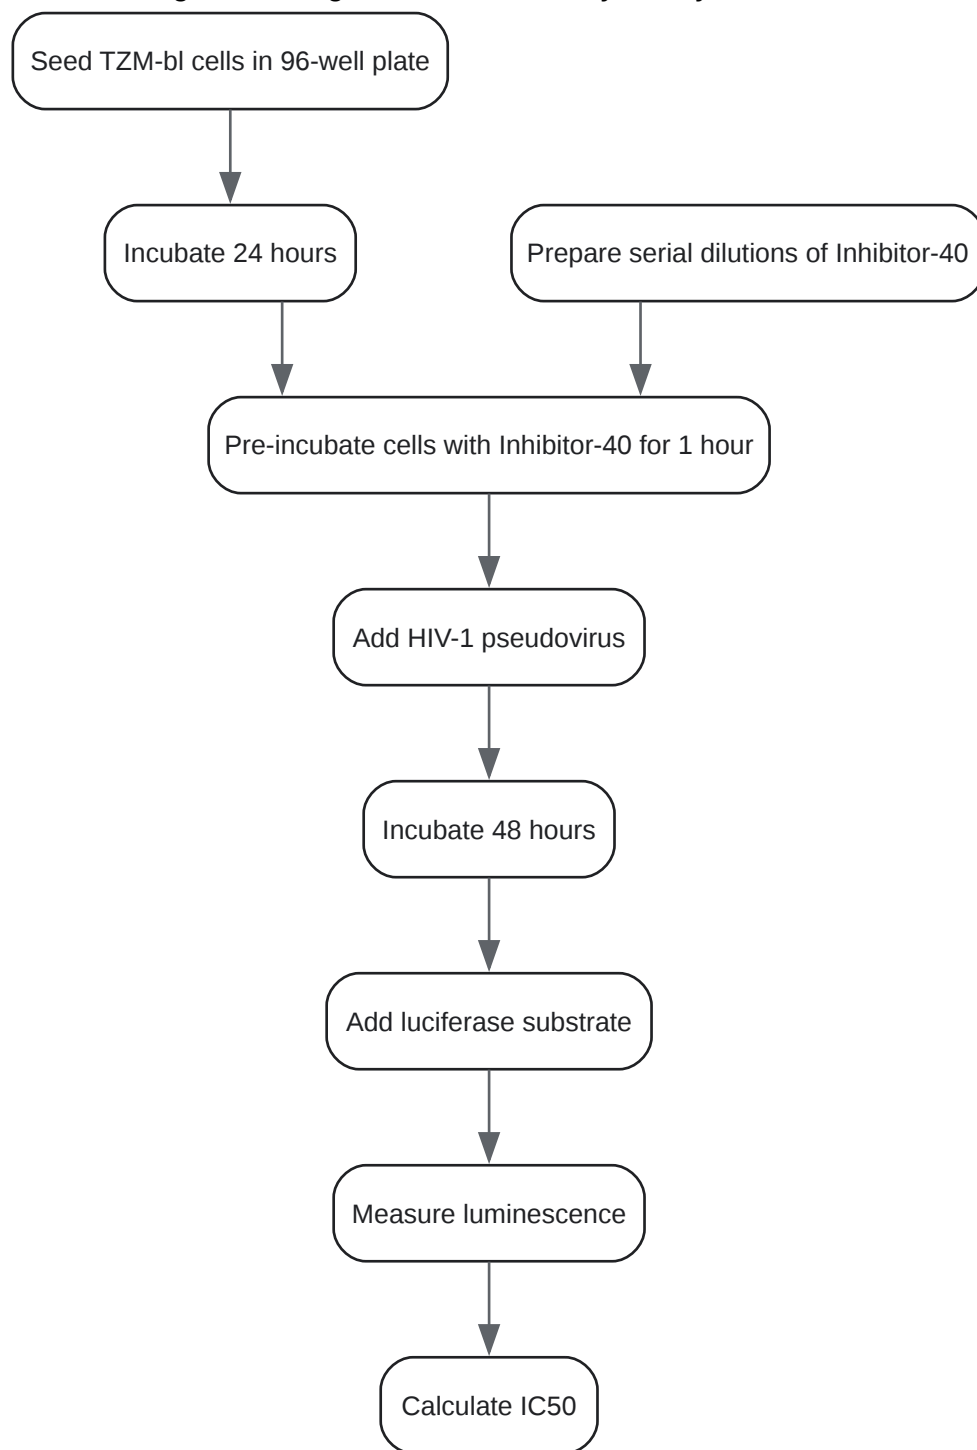 Seed TZM-bl cells in 96-well plate
Incubate 24 hours
Prepare serial dilutions of Inhibitor-40
Pre-incubate cells with Inhibitor-40 for 1 hour
Add HIV-1 pseudovirus
Incubate 48 hours
Add luciferase substrate
Measure luminescence
Calculate IC50